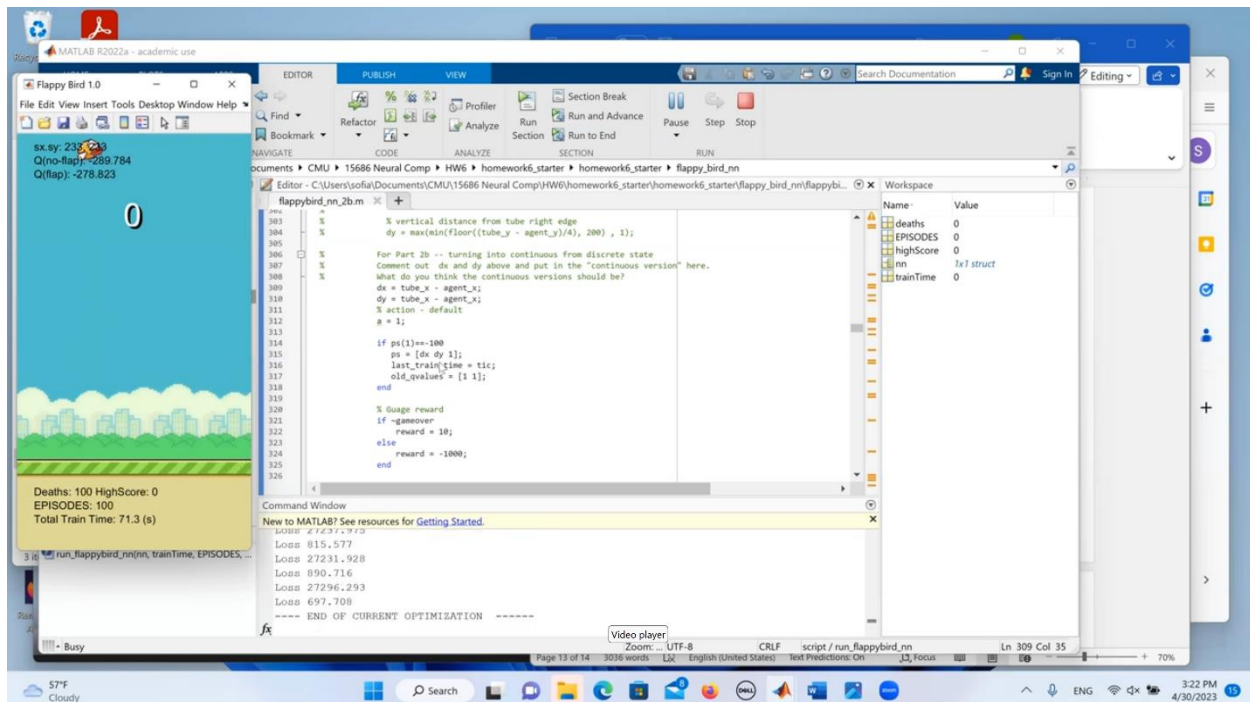 MATLAB R2022a - academic use
Flappy Bird 1.0
File Edit View Insert Tools Desktop Window Help
sx.sy:
Q(no-flap): -289.784
Q(flap): -278.823
0
Deaths: 100 HighScore: 0
EPISODES: 100
Total Train Time: 71.3 (s)
run_flappybird_nn(nn, trainTime, EPISODES, ...
EDITOR PUBLISH VIEW
Search Documentation
Sign In
Editing
Find
Bookmark
Refactor
Profiler
Analyze
Run Section
Section Break
Run and Advance
Run to End
Pause Step Stop
NAVIGATE CODE ANALYZE SECTION RUN
ocuments CMU 15686 Neural Comp HW6 homework6_starter homework6_starter flappy_bird_nn
Editor - C:\Users\sofia\Documents\CMU\15686 Neural Comp\HW6\homework6_starter\homework6_starter\flappy_bird_nn\flappybi...
flappybird_nn_2b.m
303 % % vertical distance from tube right edge
304 % dy = max(min(floor((tube_y - agent_y)/4), 200) , 1);
305
306 % For Part 2b -- turning into continuous from discrete state
307 % Comment out dx and dy above and put in the "continuous version" here.
308 % What do you think the continuous versions should be?
309 dx = tube_x - agent_x;
310 dy = tube_y - agent_y;
311 % action - default
312 a = 1;
313
314 if ps(1)==-100
315 ps = [dx dy 1];
316 last_train_time = tic;
317 old_qvalues = [1 1];
318 end
319
320 % Guage reward
321 if ~gameover
322 reward = 10;
323 else
324 reward = -1000;
325 end
326
Workspace
Name Value
deaths 0
EPISODES 0
highScore 0
nn 1x1 struct
trainTime 0
Command Window
New to MATLAB? See resources for Getting Started.
Loss 27237.975
Loss 815.577
Loss 27231.928
Loss 890.716
Loss 27296.293
Loss 697.708
---- END OF CURRENT OPTIMIZATION ------
fx
Video player
Busy
Zoom: ... UTF-8 CRLF script / run_flappybird_nn Ln 309 Col 35
Page 13 of 14 3036 words English (United States) Text Predictions: On Focus 70%
S
57°F
Cloudy
Search
DELL
zoom
8
ENG
3:22 PM
4/30/2023
15